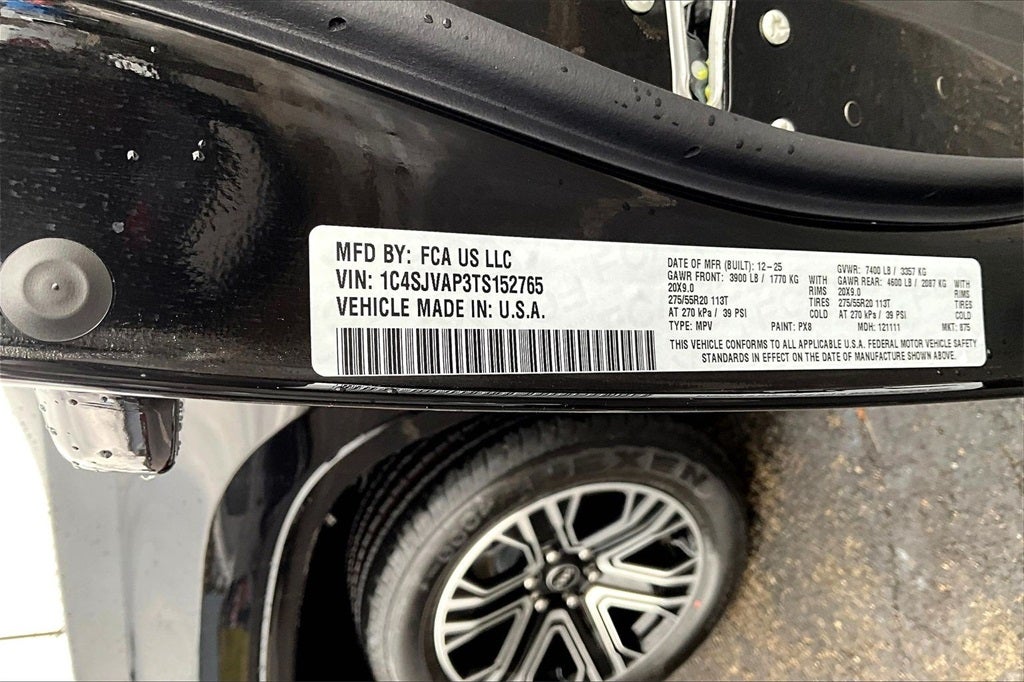 MFD BY: FCA US LLC
VIN: 1C4SJVAP3TS152765
VEHICLE MADE IN: U.S.A.
DATE OF MFR (BUILT): 12-25 GVWR: 7400 LB / 3357 KG
GAWR FRONT: 3900 LB / 1770 KG WITH GAWR REAR: 4600 LB / 2087 KG WITH
20X9.0 RIMS 20X9.0 RIMS
275/55R20 113T TIRES 275/55R20 113T TIRES
AT 270 kPa / 39 PSI COLD AT 270 kPa / 39 PSI COLD
TYPE: MPV PAINT: PX8 MDH: 121111 MKT: 875
THIS VEHICLE CONFORMS TO ALL APPLICABLE U.S.A. FEDERAL MOTOR VEHICLE SAFETY
STANDARDS IN EFFECT ON THE DATE OF MANUFACTURE SHOWN ABOVE.
NEXEN